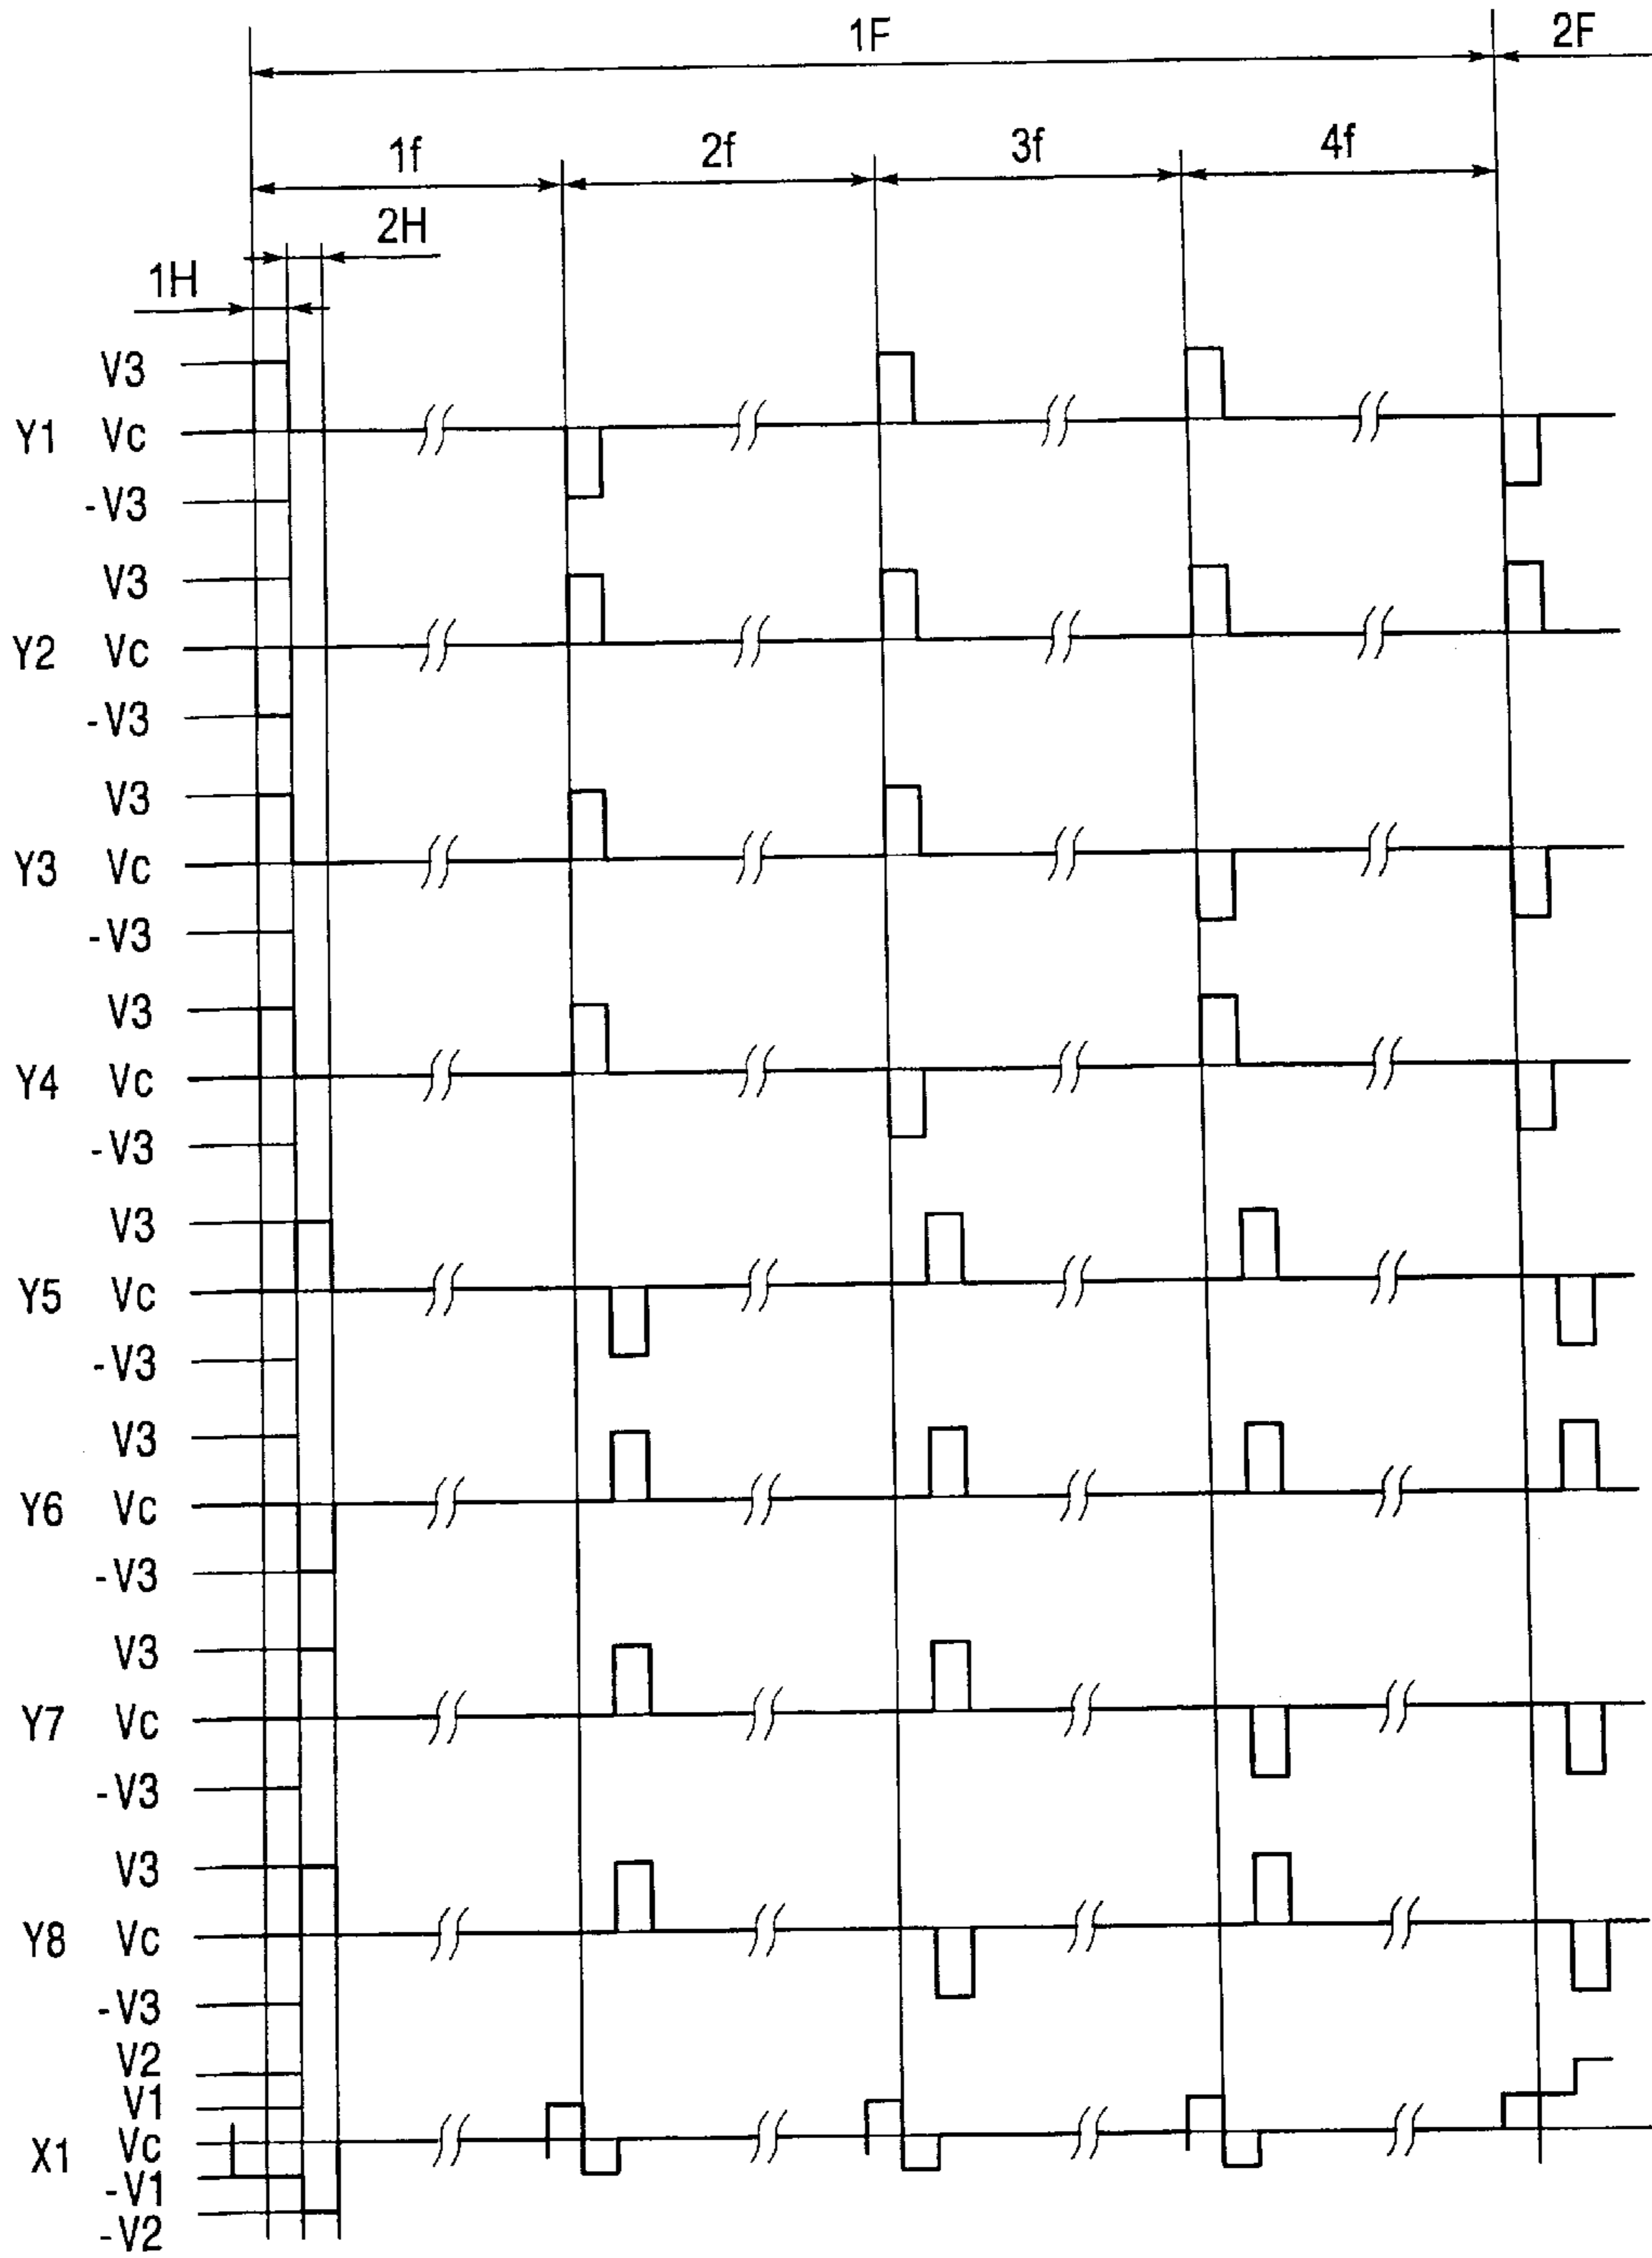 1F 2F
1f 2f 3f 4f
2H
1H
V3
Y1 Vc
-V3
V3
Y2 Vc
-V3
V3
Y3 Vc
-V3
V3
Y4 Vc
-V3
V3
Y5 Vc
-V3
V3
Y6 Vc
-V3
V3
Y7 Vc
-V3
V3
Y8 Vc
-V3
V2
V1
X1 Vc
-V1
-V2